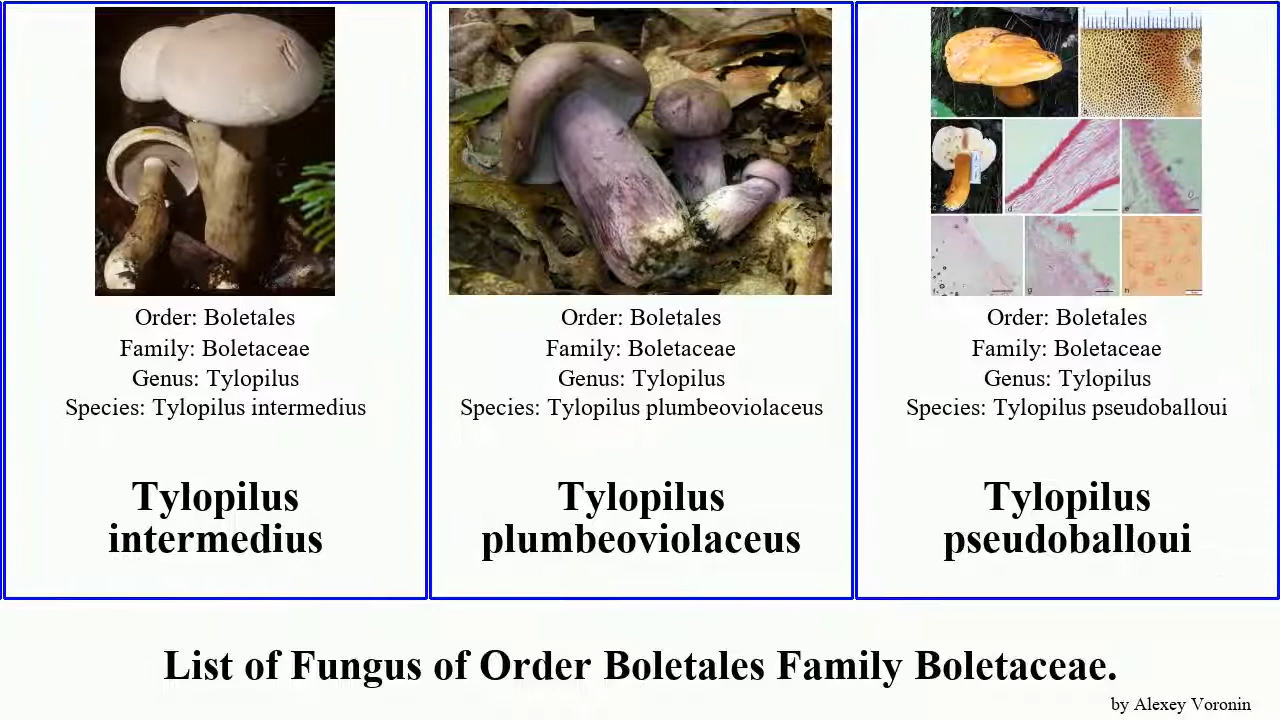 Order: Boletales
Family: Boletaceae
Genus: Tylopilus
Species: Tylopilus intermedius
Tylopilus
intermedius
Order: Boletales
Family: Boletaceae
Genus: Tylopilus
Species: Tylopilus plumbeoviolaceus
Tylopilus
plumbeoviolaceus
Order: Boletales
Family: Boletaceae
Genus: Tylopilus
Species: Tylopilus pseudoballoui
Tylopilus
pseudoballoui
List of Fungus of Order Boletales Family Boletaceae.
by Alexey Voronin